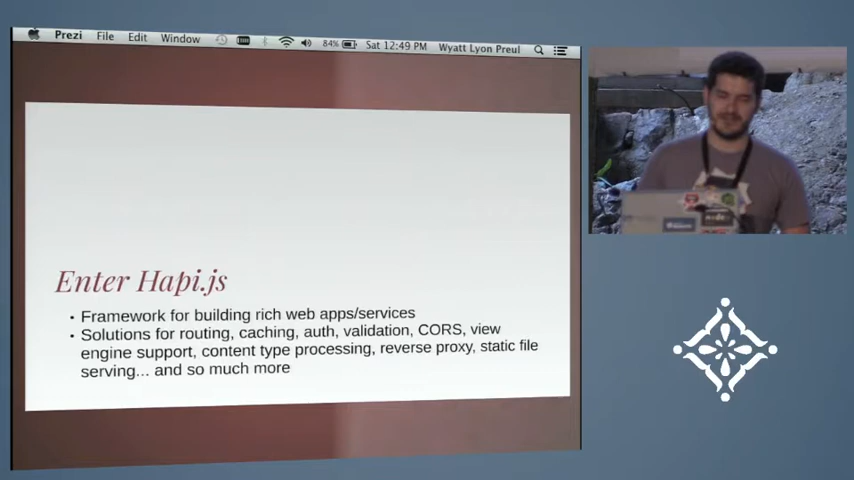 Prezi File Edit Window 84% Sat 12:49 PM Wyatt Lyon Preul
Enter Hapi.js
• Framework for building rich web apps/services
• Solutions for routing, caching, auth, validation, CORS, view
engine support, content type processing, reverse proxy, static file
serving... and so much more
node